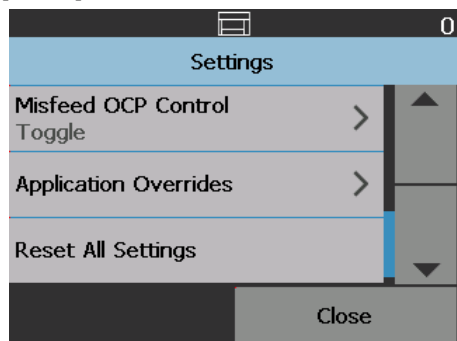 0
Settings
Misfeed OCP Control
Toggle
Application Overrides
Reset All Settings
Close